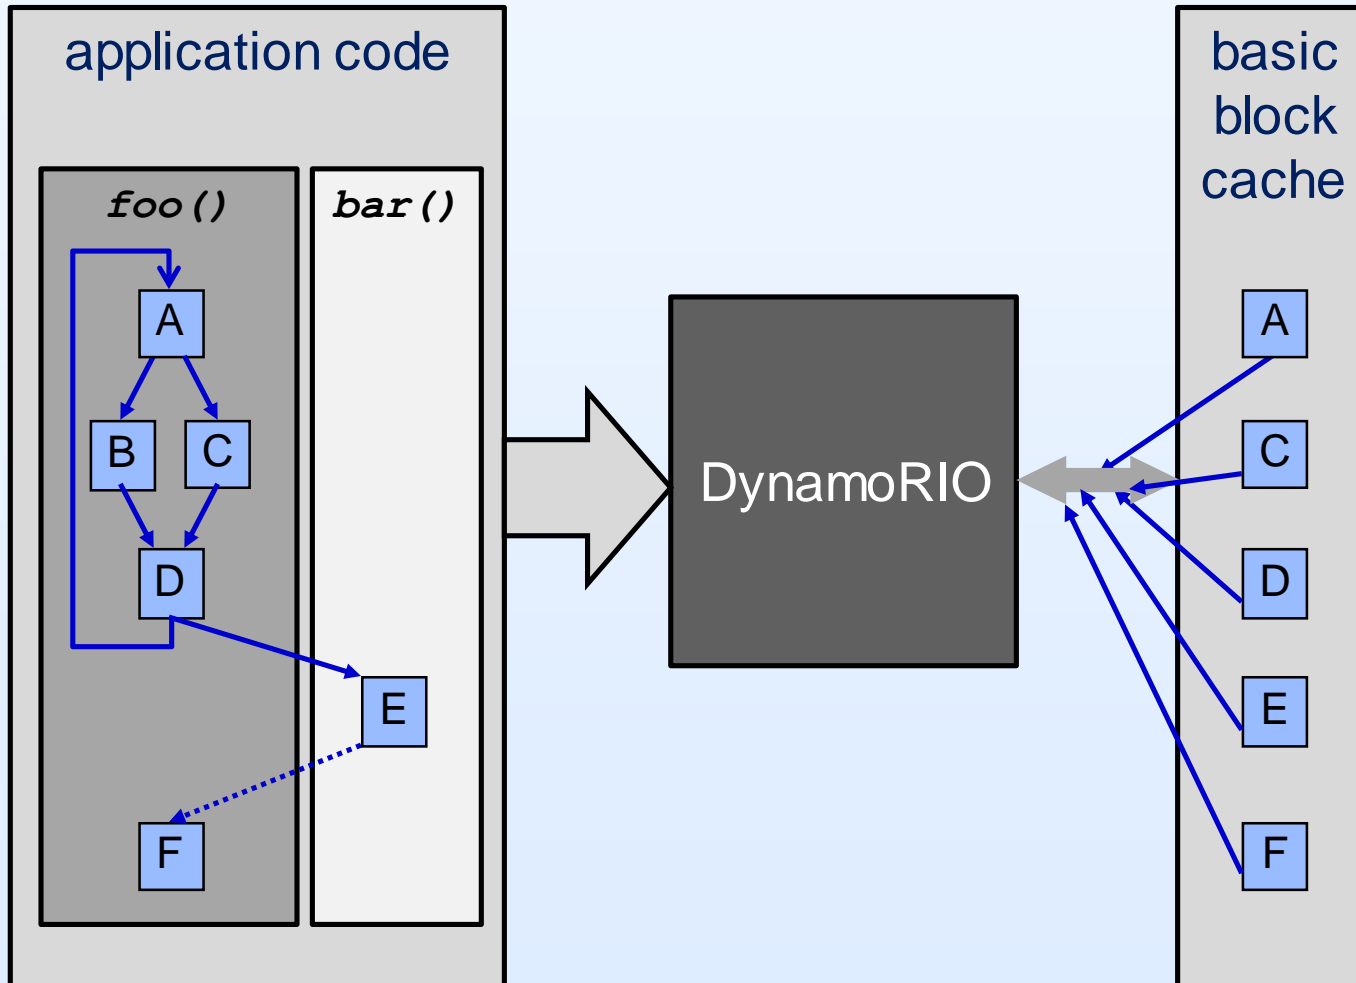 application code
foo()
bar()
A
B
C
D
E
F
DynamoRIO
basic
block
cache
A
C
D
E
F